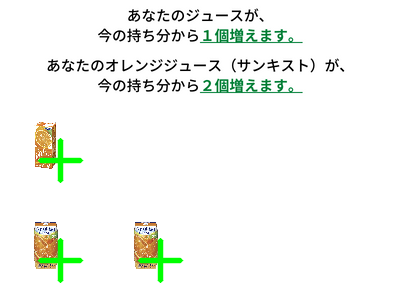 あなたのジュースが、
今の持ち分から１個増えます。
あなたのオレンジジュース（サンキスト）が、
今の持ち分から２個増えます。